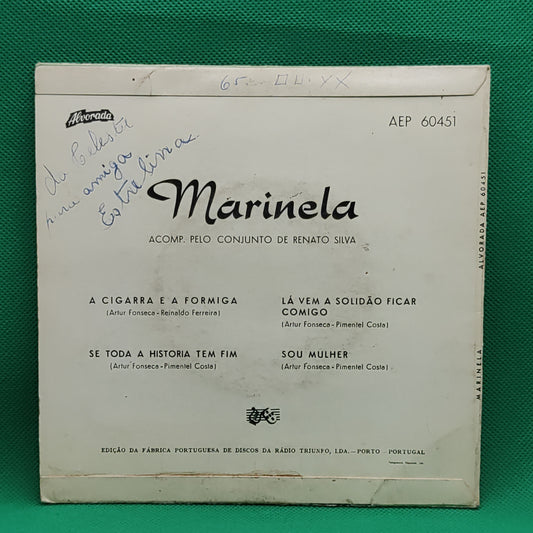 Alvorada
AEP 60451
da Celeste
para amiga
Estrelina
Marinela
ACOMP. PELO CONJUNTO DE RENATO SILVA
A CIGARRA E A FORMIGA
(Artur Fonseca - Reinaldo Ferreira)
SE TODA A HISTORIA TEM FIM
(Artur Fonseca - Pimentel Costa)
LÁ VEM A SOLIDÃO FICAR
COMIGO
(Artur Fonseca - Pimentel Costa)
SOU MULHER
(Artur Fonseca - Pimentel Costa)
EDIÇÃO DA FÁBRICA PORTUGUESA DE DISCOS DA RÁDIO TRIUNFO, LDA. - PORTO - PORTUGAL
MARINELA
ALVORADA AEP 60451